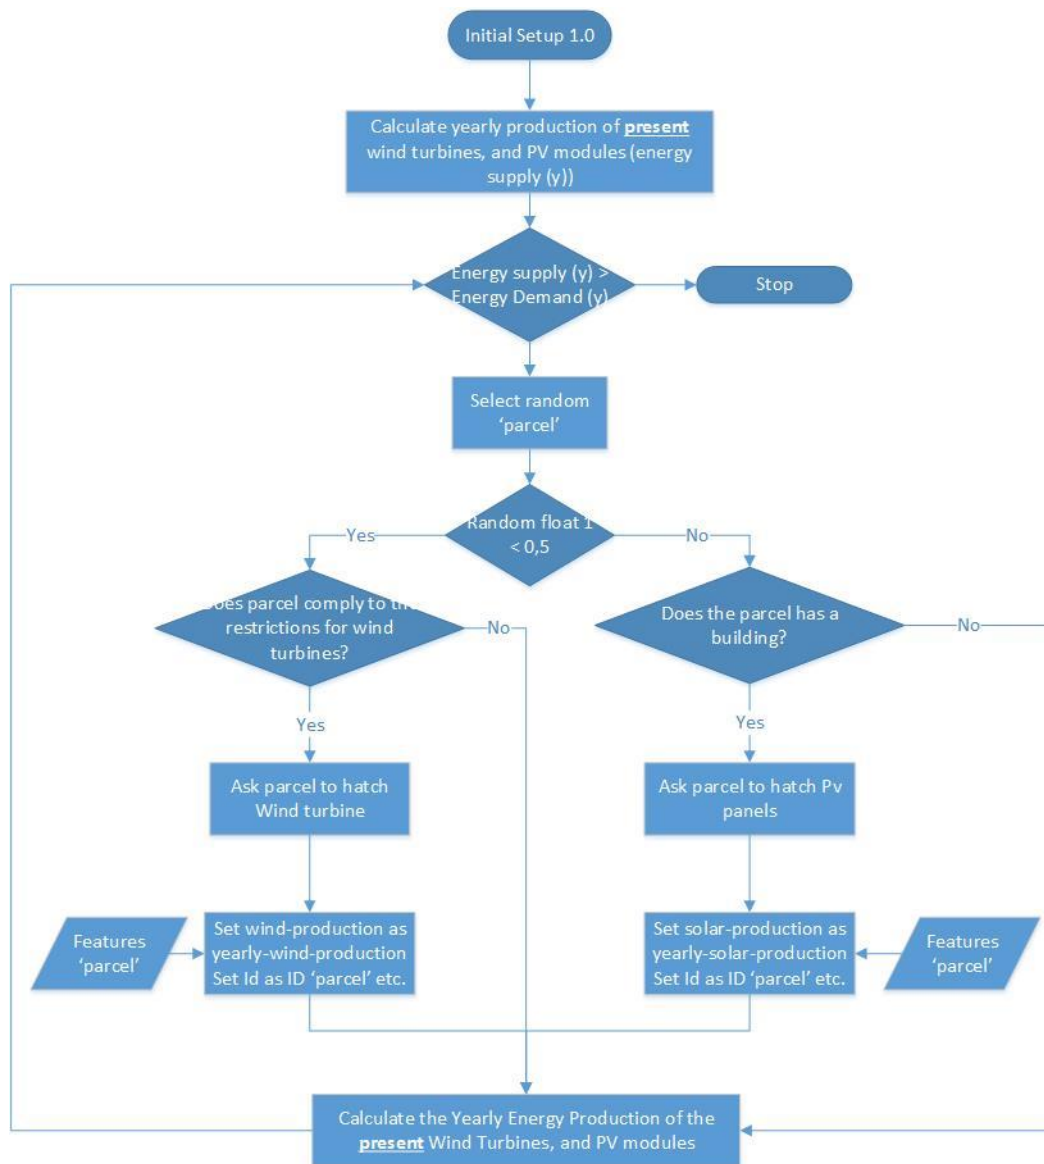 Initial Setup 1.0
Calculate yearly production of present
wind turbines, and PV modules (energy
supply (y))
Energy supply (y) >
Energy Demand (y)
Stop
Select random
‘parcel’
Random float 1
< 0,5
Yes
No
Does parcel comply to the
restrictions for wind
turbines?
No
Does the parcel has a
building?
No
Yes
Yes
Ask parcel to hatch
Wind turbine
Ask parcel to hatch Pv
panels
Features
‘parcel’
Set wind-production as
yearly-wind-production
Set Id as ID ‘parcel’ etc.
Set solar-production as
yearly-solar-production
Set Id as ID ‘parcel’ etc.
Features
‘parcel’
Calculate the Yearly Energy Production of the
present Wind Turbines, and PV modules